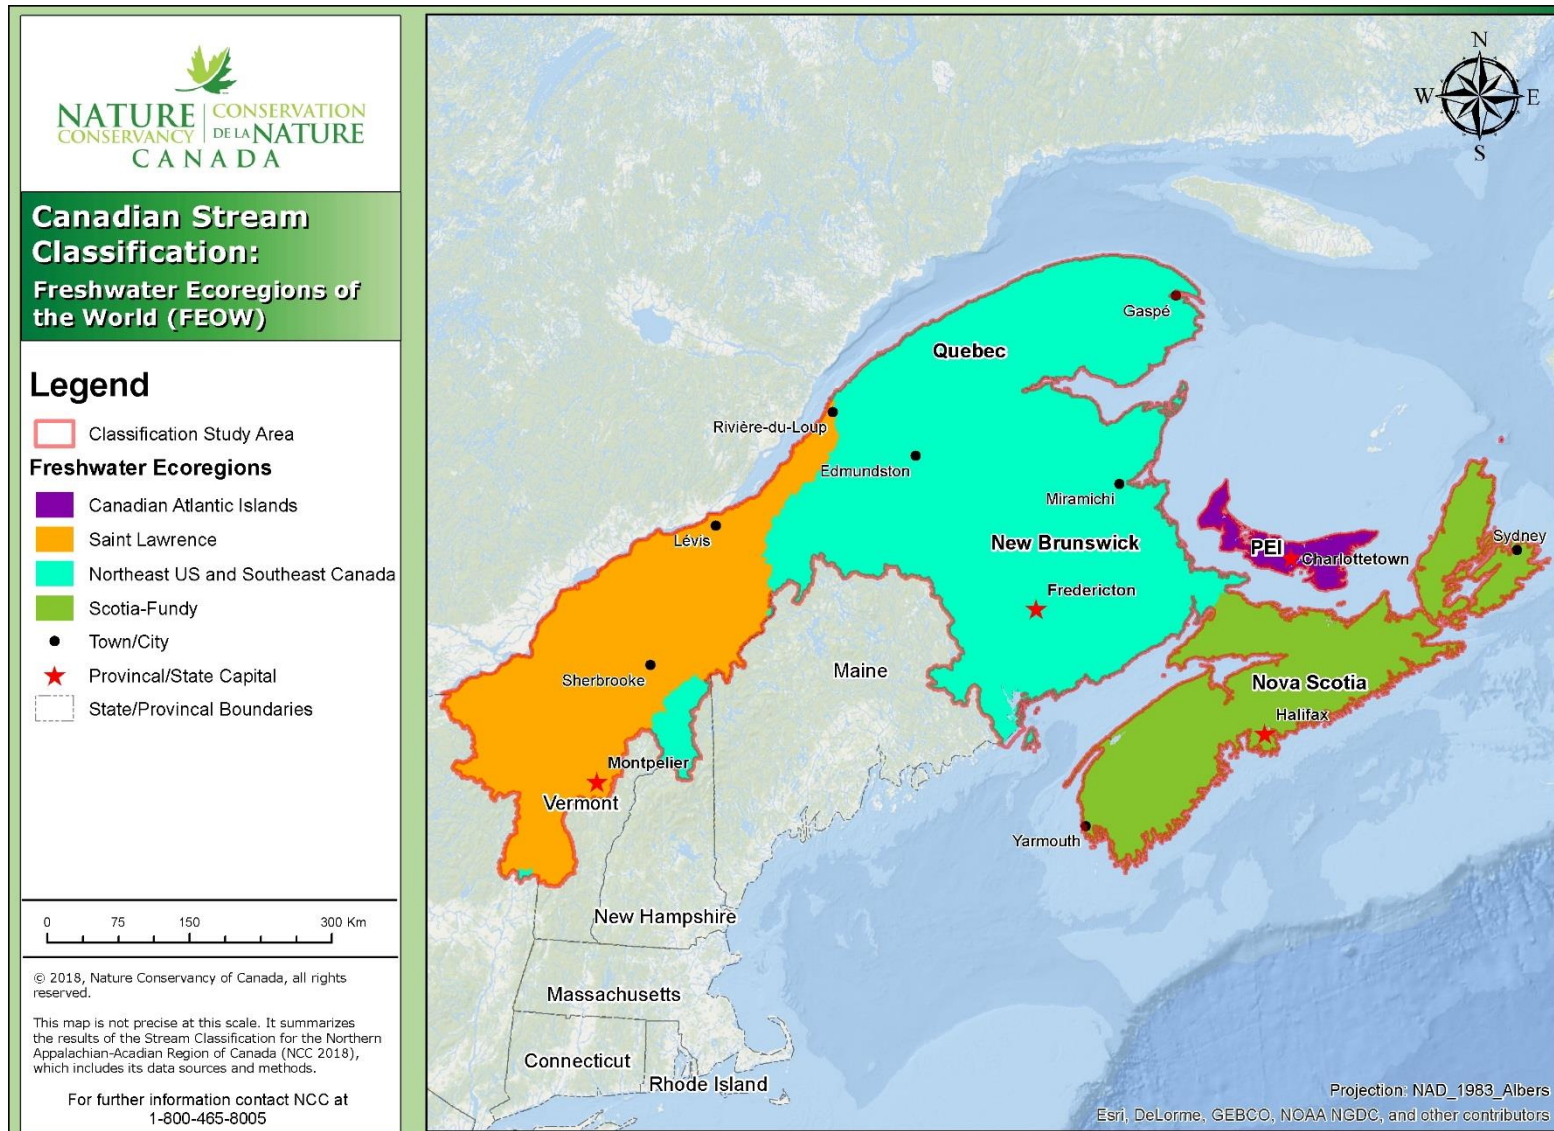 NATURE
CONSERVANCY
CONSERVATION
DE LA NATURE
CANADA
Canadian Stream
Classification:
Freshwater Ecoregions of
the World (FEOW)
Legend
Classification Study Area
Freshwater Ecoregions
Canadian Atlantic Islands
Saint Lawrence
Northeast US and Southeast Canada
Scotia-Fundy
Town/City
Provincal/State Capital
State/Provincal Boundaries
0 75 150 300 Km
© 2018, Nature Conservancy of Canada, all rights
reserved.
This map is not precise at this scale. It summarizes
the results of the Stream Classification for the Northern
Appalachian-Acadian Region of Canada (NCC 2018),
which includes its data sources and methods.
For further information contact NCC at
1-800-465-8005
N
W E
S
Gaspé
Quebec
Rivière-du-Loup
Edmundston
Miramichi
Lévis
New Brunswick
PEI
Charlottetown
Sydney
Fredericton
Sherbrooke
Maine
Nova Scotia
Halifax
Montpelier
Vermont
Yarmouth
New Hampshire
Massachusetts
Connecticut
Rhode Island
Projection: NAD_1983_Albers
Esri, DeLorme, GEBCO, NOAA NGDC, and other contributors